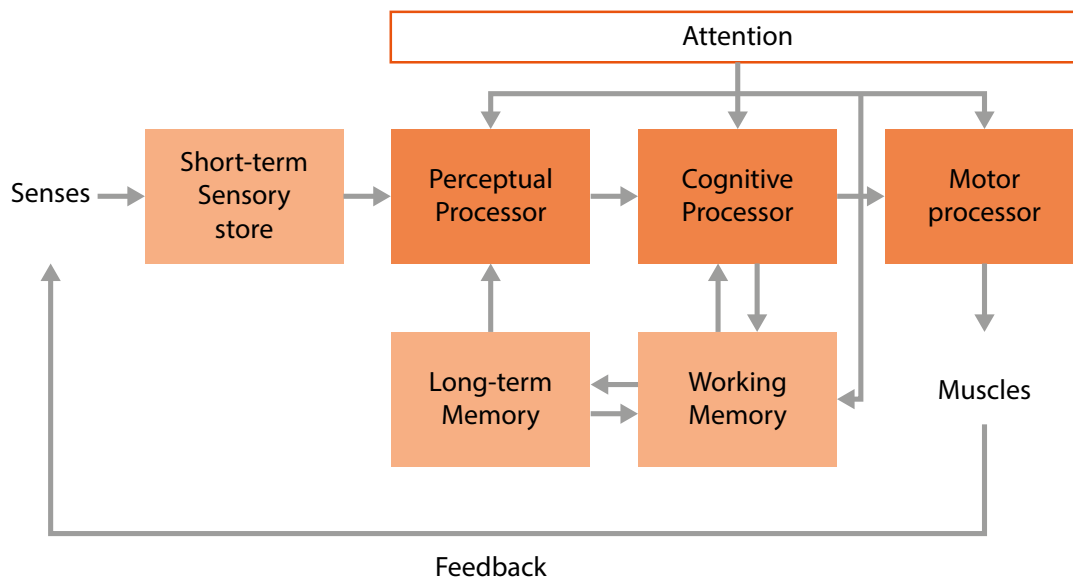 Attention
Senses
Short-term
Sensory
store
Perceptual
Processor
Cognitive
Processor
Motor
processor
Long-term
Memory
Working
Memory
Muscles
Feedback